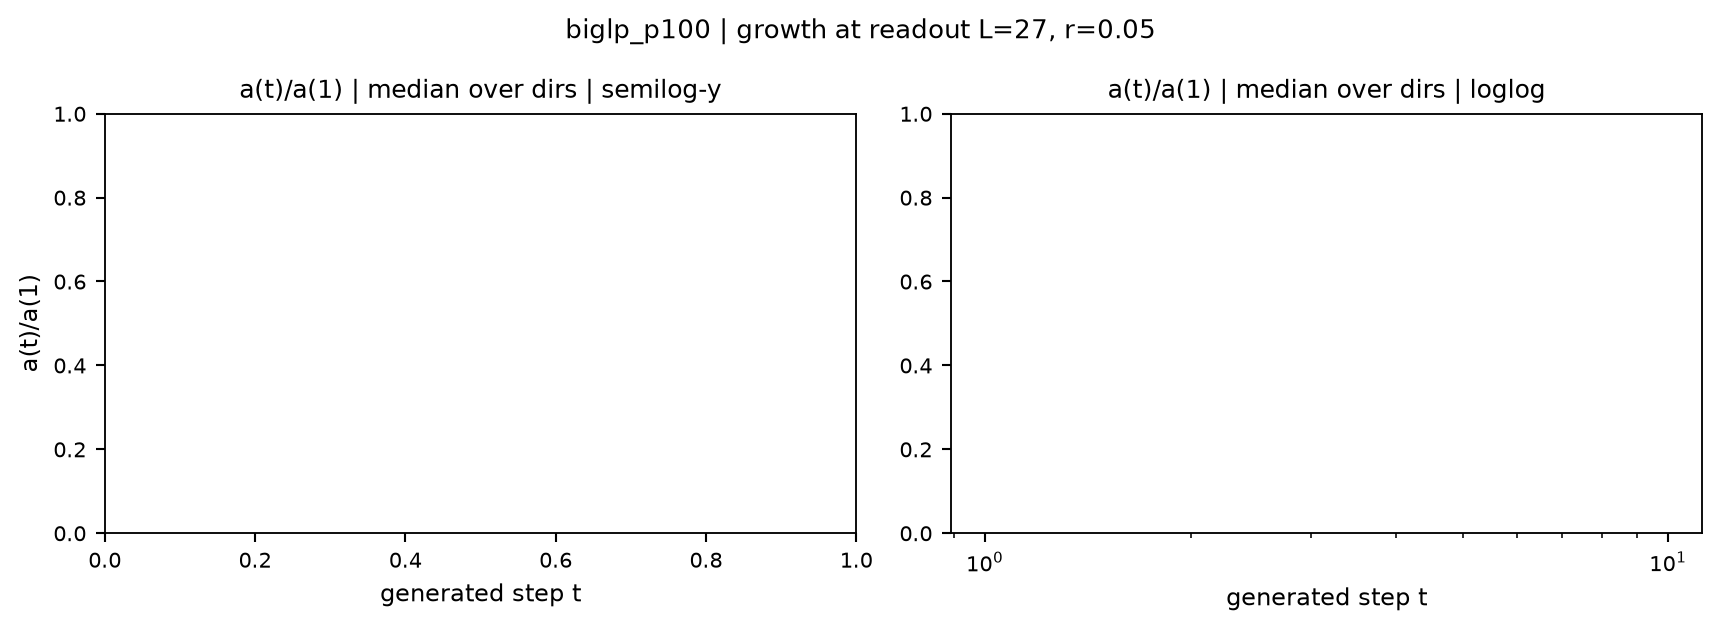 biglp_p100 | growth at readout L=27, r=0.05
a(t)/a(1) | median over dirs | semilog-y
1.0
0.8
0.6
0.4
0.2
0.0
a(t)/a(1)
0.0 0.2 0.4 0.6 0.8 1.0
generated step t
a(t)/a(1) | median over dirs | loglog
1.0
0.8
0.6
0.4
0.2
0.0
10⁰ 10¹
generated step t